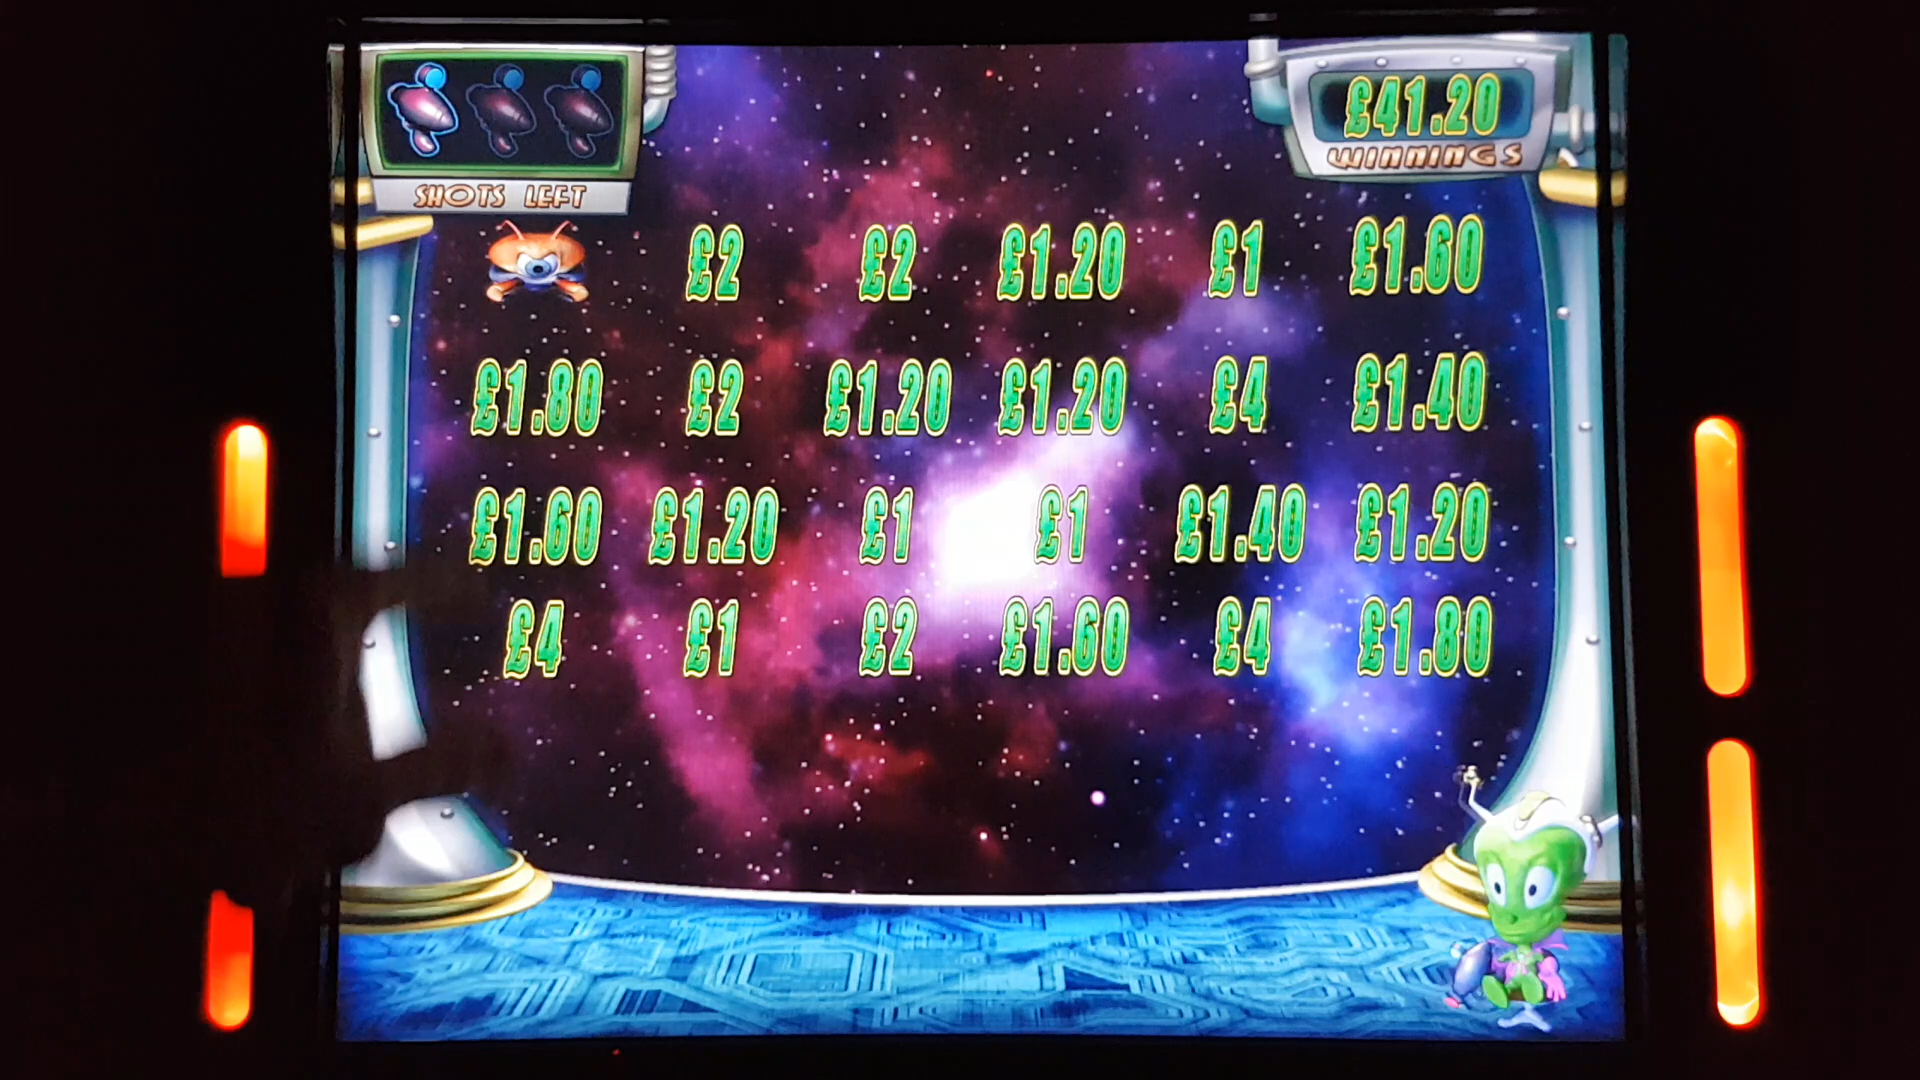 £41.20
WINNINGS
SHOTS LEFT
£2 £2 £1.20 £1 £1.60
£1.80 £2 £1.20 £1.20 £4 £1.40
£1.60 £1.20 £1 £1 £1.40 £1.20
£4 £1 £2 £1.60 £4 £1.80